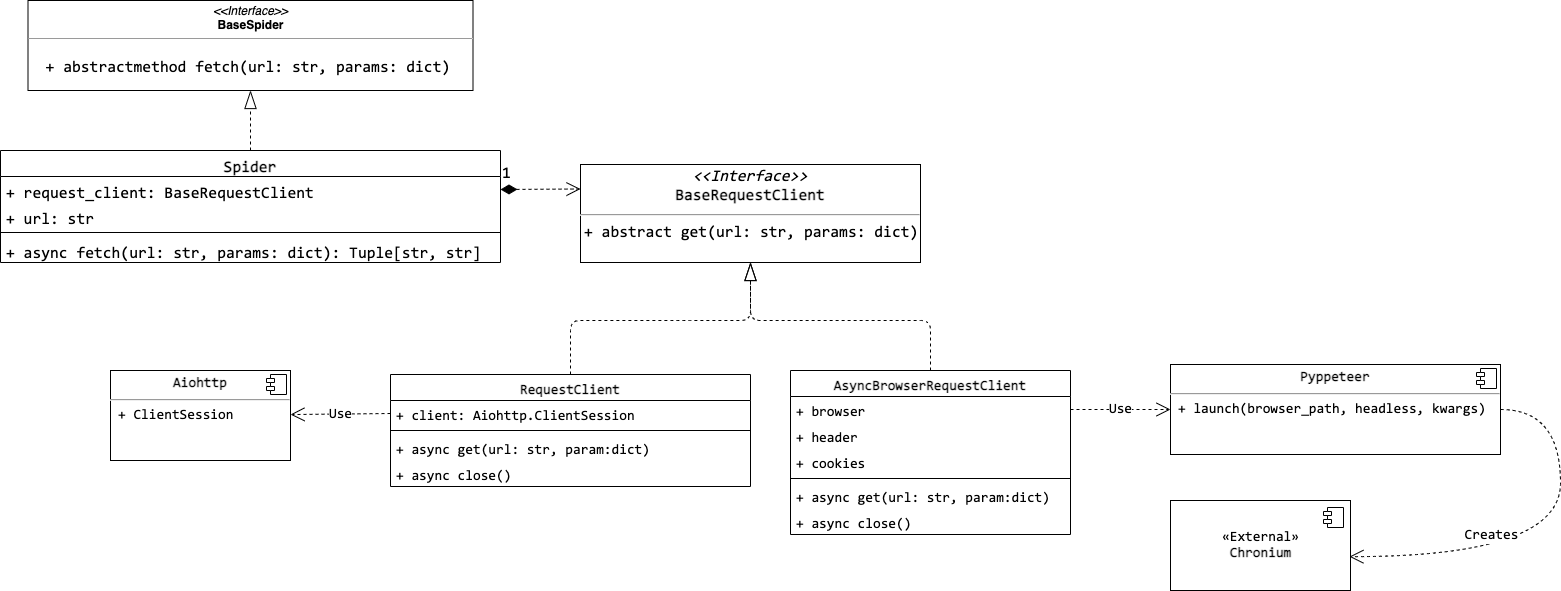 <<Interface>>
BaseSpider
+ abstractmethod fetch(url: str, params: dict)
Spider
+ request_client: BaseRequestClient
+ url: str
+ async fetch(url: str, params: dict): Tuple[str, str]
1
<<Interface>>
BaseRequestClient
+ abstract get(url: str, params: dict)
Aiohttp
+ ClientSession
Use
RequestClient
+ client: Aiohttp.ClientSession
+ async get(url: str, param:dict)
+ async close()
AsyncBrowserRequestClient
+ browser
+ header
+ cookies
+ async get(url: str, param:dict)
+ async close()
Use
Pyppeteer
+ launch(browser_path, headless, kwargs)
Creates
«External»
Chronium